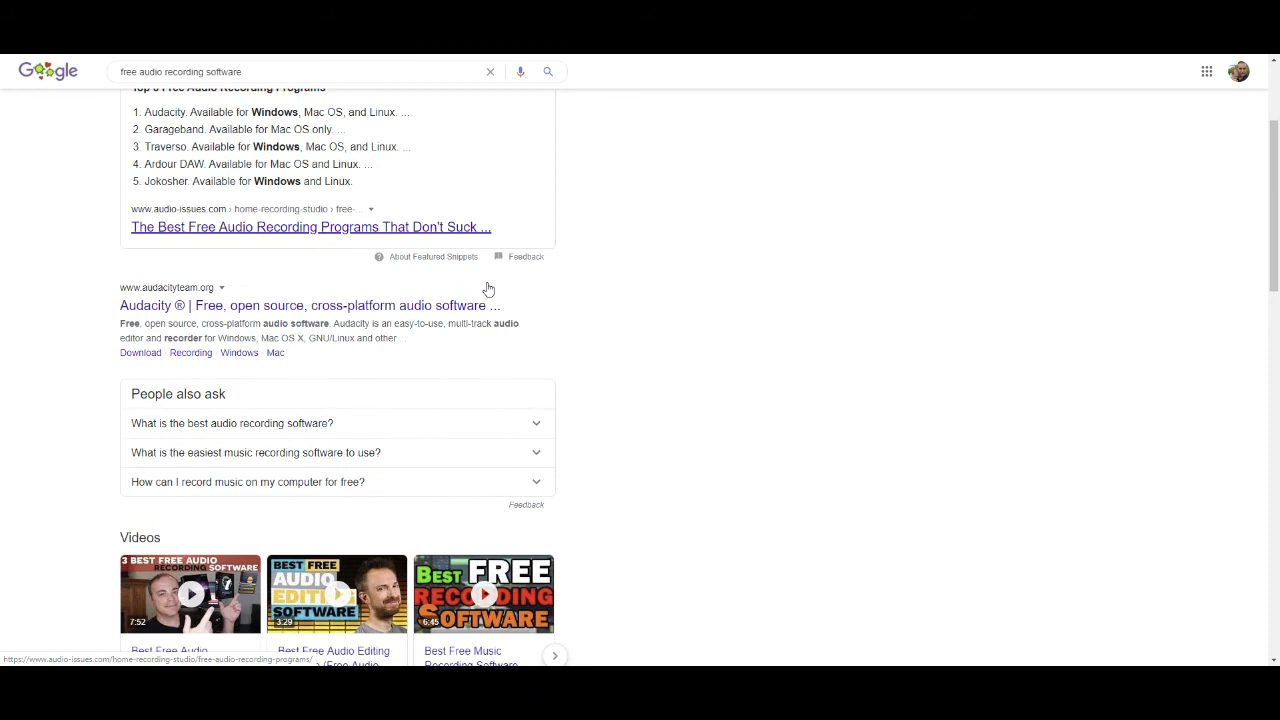 Google
free audio recording software
Top 5 Free Audio Recording Programs
1. Audacity. Available for Windows, Mac OS, and Linux. ...
2. Garageband. Available for Mac OS only. ...
3. Traverso. Available for Windows, Mac OS, and Linux. ...
4. Ardour DAW. Available for Mac OS and Linux. ...
5. Jokosher. Available for Windows and Linux.
www.audio-issues.com › home-recording-studio › free-...
The Best Free Audio Recording Programs That Don't Suck ...
About Featured Snippets
Feedback
www.audacityteam.org
Audacity ® | Free, open source, cross-platform audio software ...
Free, open source, cross-platform audio software. Audacity is an easy-to-use, multi-track audio
editor and recorder for Windows, Mac OS X, GNU/Linux and other ...
Download · Recording · Windows · Mac
People also ask
What is the best audio recording software?
What is the easiest music recording software to use?
How can I record music on my computer for free?
Feedback
Videos
3 BEST FREE AUDIO
RECORDING SOFTWARE
7:52
BEST FREE
AUDIO
EDITING
SOFTWARE
3:29
BEST FREE
RECORDING
SOFTWARE
6:45
Best Free Audio
Best Free Audio Editing
(Free Audio
Best Free Music
Recording Software
https://www.audio-issues.com/home-recording-studio/free-audio-recording-programs/